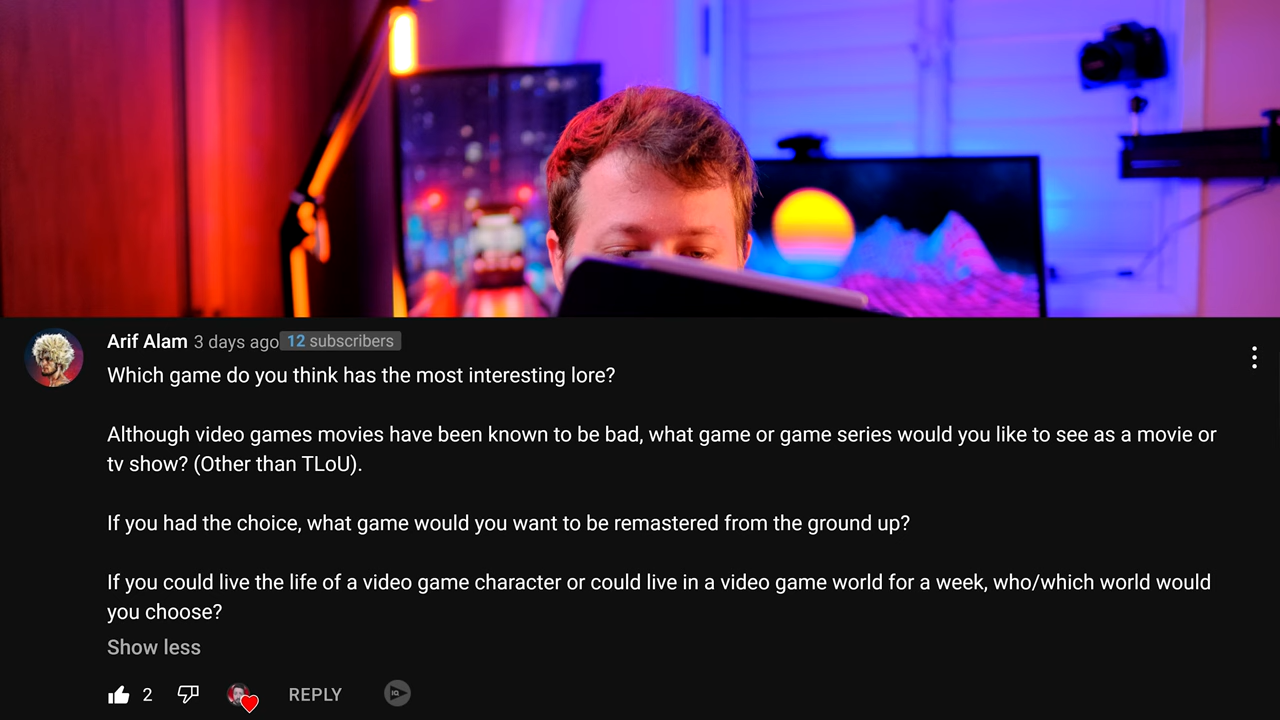 Arif Alam 3 days ago 12 subscribers
Which game do you think has the most interesting lore?
Although video games movies have been known to be bad, what game or game series would you like to see as a movie or
tv show? (Other than TLoU).
If you had the choice, what game would you want to be remastered from the ground up?
If you could live the life of a video game character or could live in a video game world for a week, who/which world would
you choose?
Show less
2 REPLY IQ